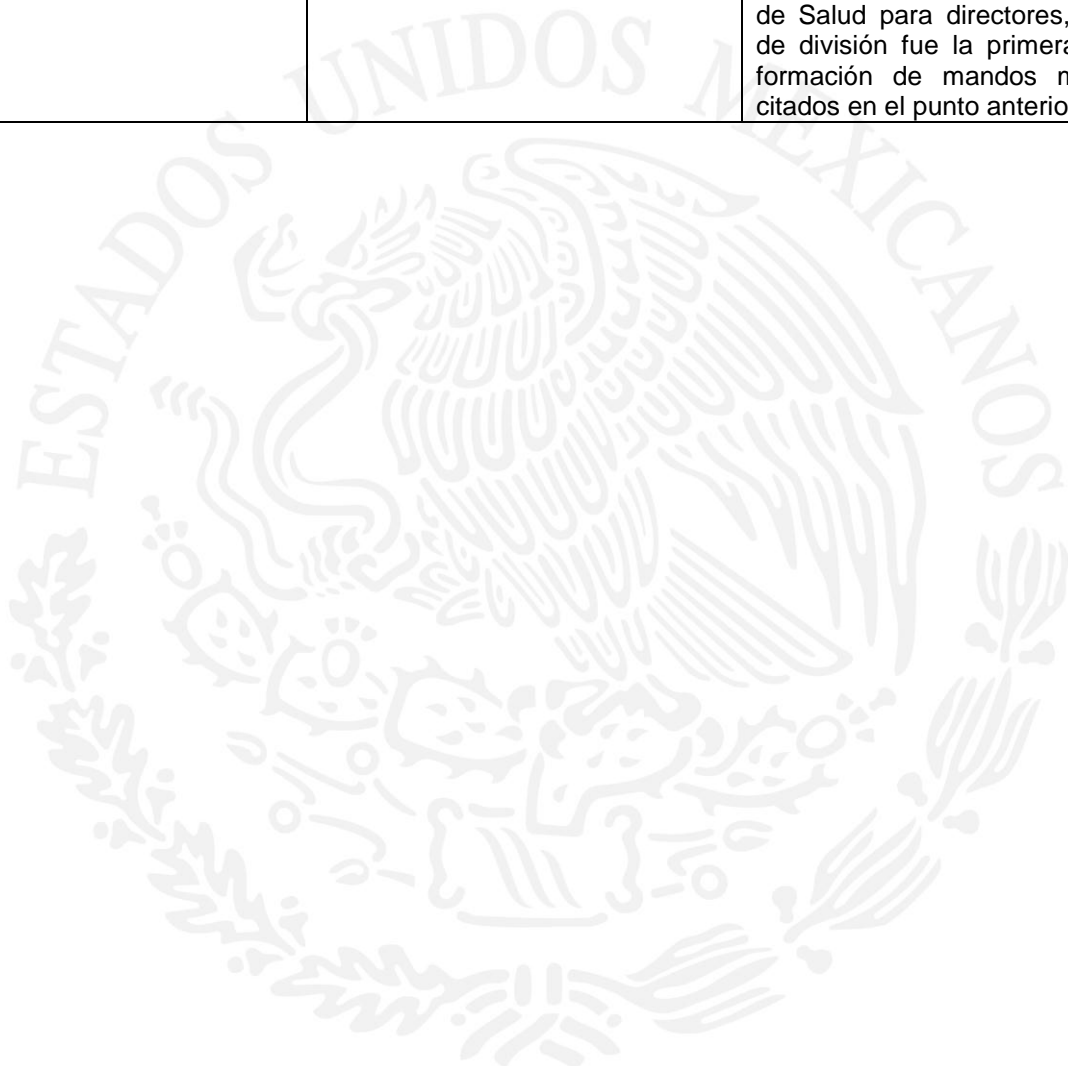 de Salud para directores,
de división fue la primera
formación de mandos m
citados en el punto anterio
ESTADOS UNIDOS MEXICANOS